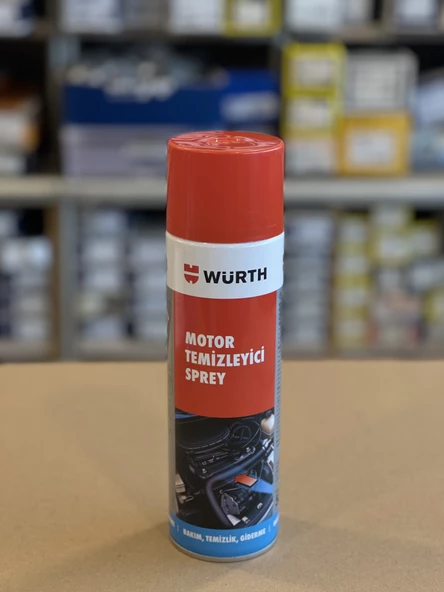 WÜRTH
MOTOR
TEMİZLEYİCİ
SPREY
BAKIM, TEMİZLİK, GİDERME